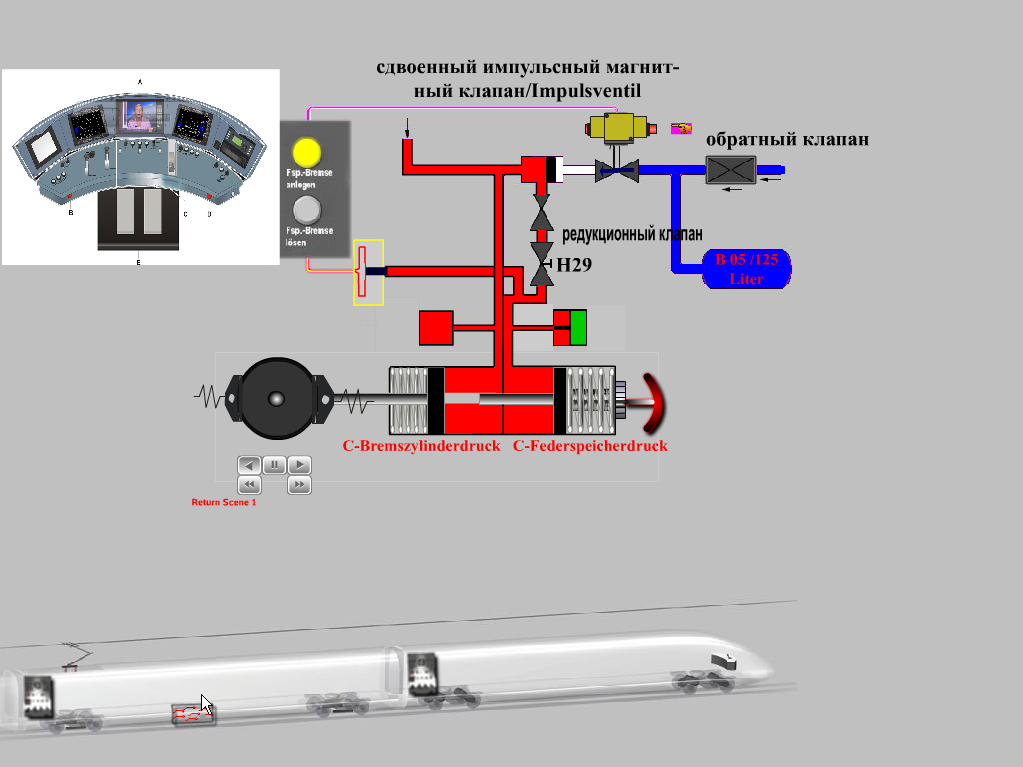 сдвоенный импульсный магнит-
ный клапан/Impulsventil
A
обратный клапан
Fsp.-Bremse
anlegen
B
C
D
Fsp.-Bremse
lösen
редукционный клапан
E
H29
B 05 /125
Liter
C-Bremszylinderdruck C-Federspeicherdruck
Return Scene 1